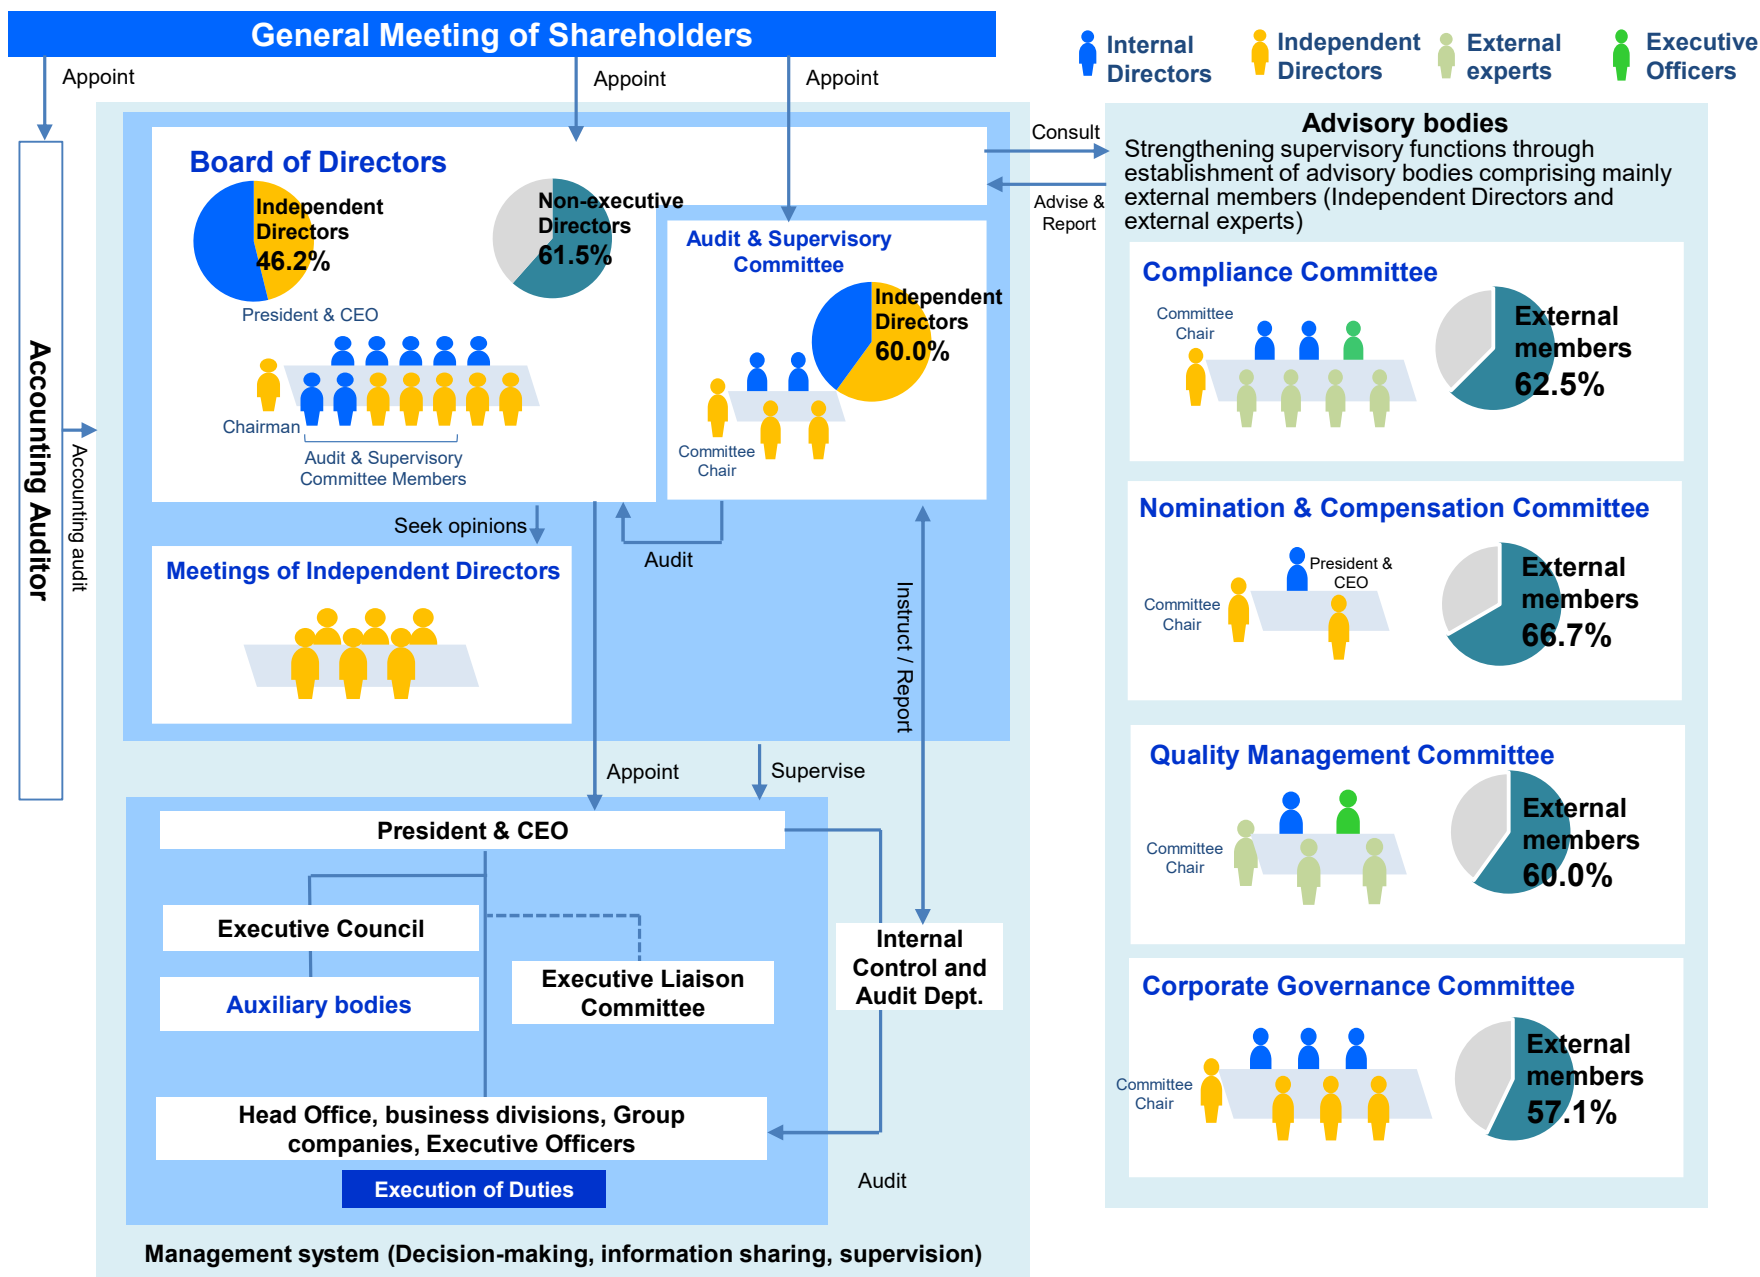 General Meeting of Shareholders
Internal
Directors
Independent
Directors
External
experts
Executive
Officers
Appoint
Appoint
Appoint
Accounting Auditor
Accounting audit
Board of Directors
Independent
Directors
46.2%
Non-executive
Directors
61.5%
President & CEO
Chairman
Audit & Supervisory
Committee Members
Audit & Supervisory
Committee
Independent
Directors
60.0%
Committee
Chair
Consult
Advise &
Report
Seek opinions
Audit
Meetings of Independent Directors
Instruct / Report
Appoint
Supervise
President & CEO
Executive Council
Auxiliary bodies
Executive Liaison
Committee
Internal
Control and
Audit Dept.
Head Office, business divisions, Group
companies, Executive Officers
Execution of Duties
Audit
Management system (Decision-making, information sharing, supervision)
Advisory bodies
Strengthening supervisory functions through
establishment of advisory bodies comprising mainly
external members (Independent Directors and
external experts)
Compliance Committee
Committee
Chair
External
members
62.5%
Nomination & Compensation Committee
President &
CEO
Committee
Chair
External
members
66.7%
Quality Management Committee
Committee
Chair
External
members
60.0%
Corporate Governance Committee
Committee
Chair
External
members
57.1%